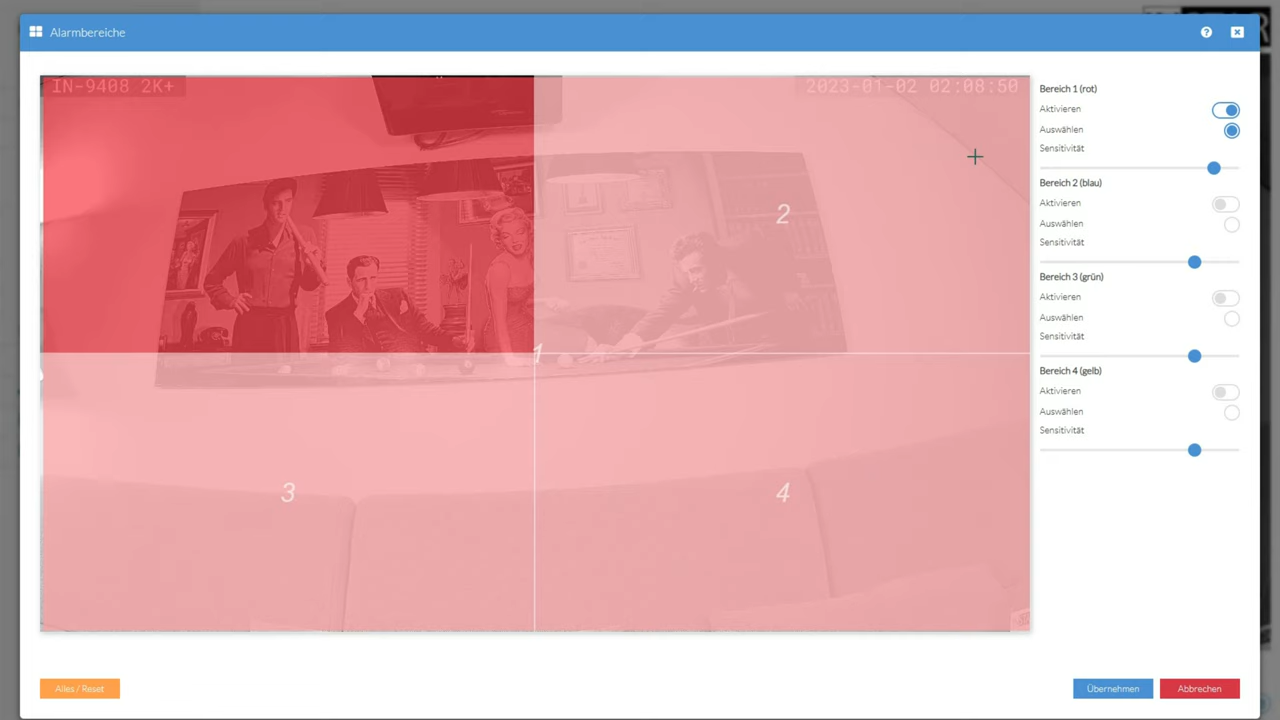 Alarmbereiche
IN-9408 2K+
2023-01-02 02:08:50
2
1
3
4
Bereich 1 (rot)
Aktivieren
Auswählen
Sensitivität
Bereich 2 (blau)
Aktivieren
Auswählen
Sensitivität
Bereich 3 (grün)
Aktivieren
Auswählen
Sensitivität
Bereich 4 (gelb)
Aktivieren
Auswählen
Sensitivität
Alles / Reset
Übernehmen
Abbrechen